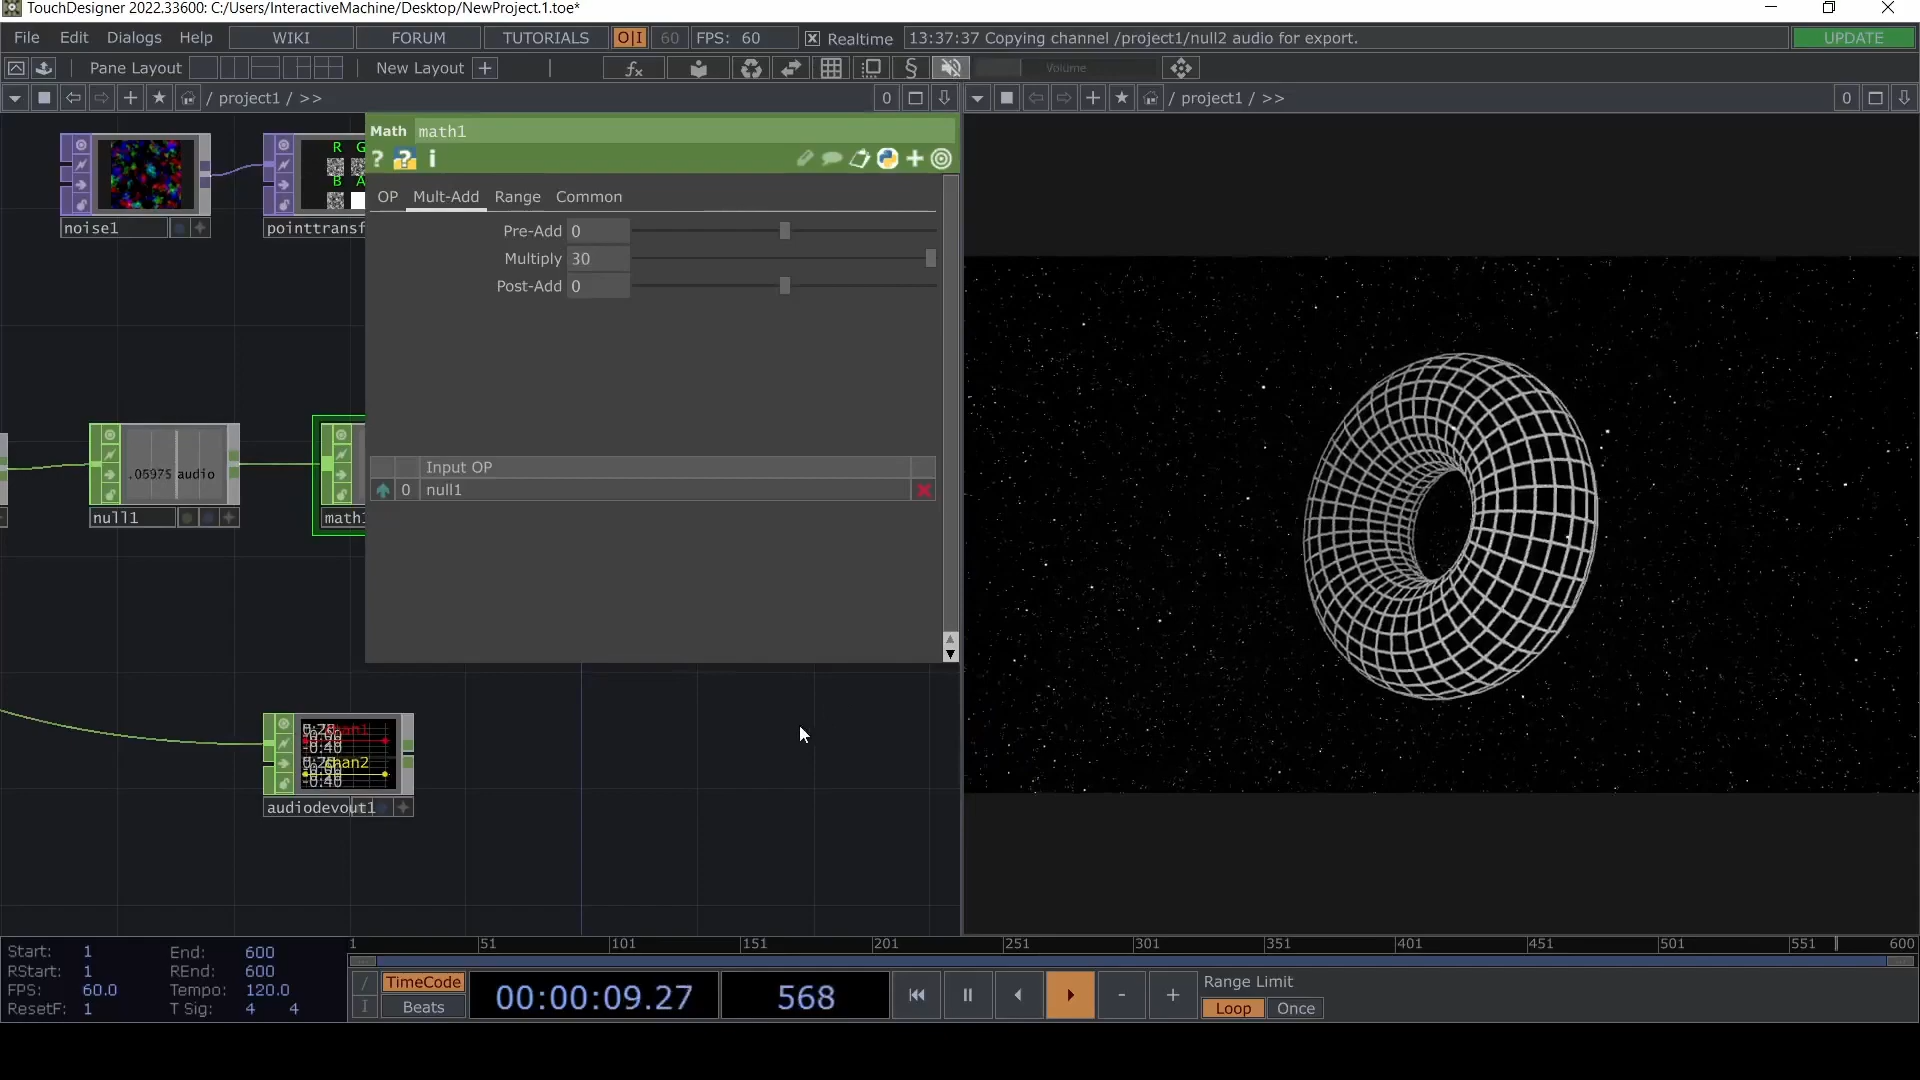 TouchDesigner 2022.33600: C:/Users/InteractiveMachine/Desktop/NewProject.1.toe*
File Edit Dialogs Help WIKI FORUM TUTORIALS O|I 60 FPS: 60 Realtime 13:37:37 Copying channel /project1/null2 audio for export. UPDATE
Pane Layout New Layout + Volume
/ project1 / >> 0
/ project1 / >> 0
Math math1
? ? i
OP Mult-Add Range Common
Pre-Add 0
Multiply 30
Post-Add 0
Input OP
0 null1
R G
B A
noise1
pointtransf
.05975 audio
null1
math1
chan1
chan2
audiodevout1
1 51 101 151 201 251 301 351 401 451 501 551 600
Start: 1 End: 600
RStart: 1 REnd: 600
FPS: 60.0 Tempo: 120.0
ResetF: 1 T Sig: 4 4
TimeCode
Beats
00:00:09.27
568
- +
Range Limit
Loop Once